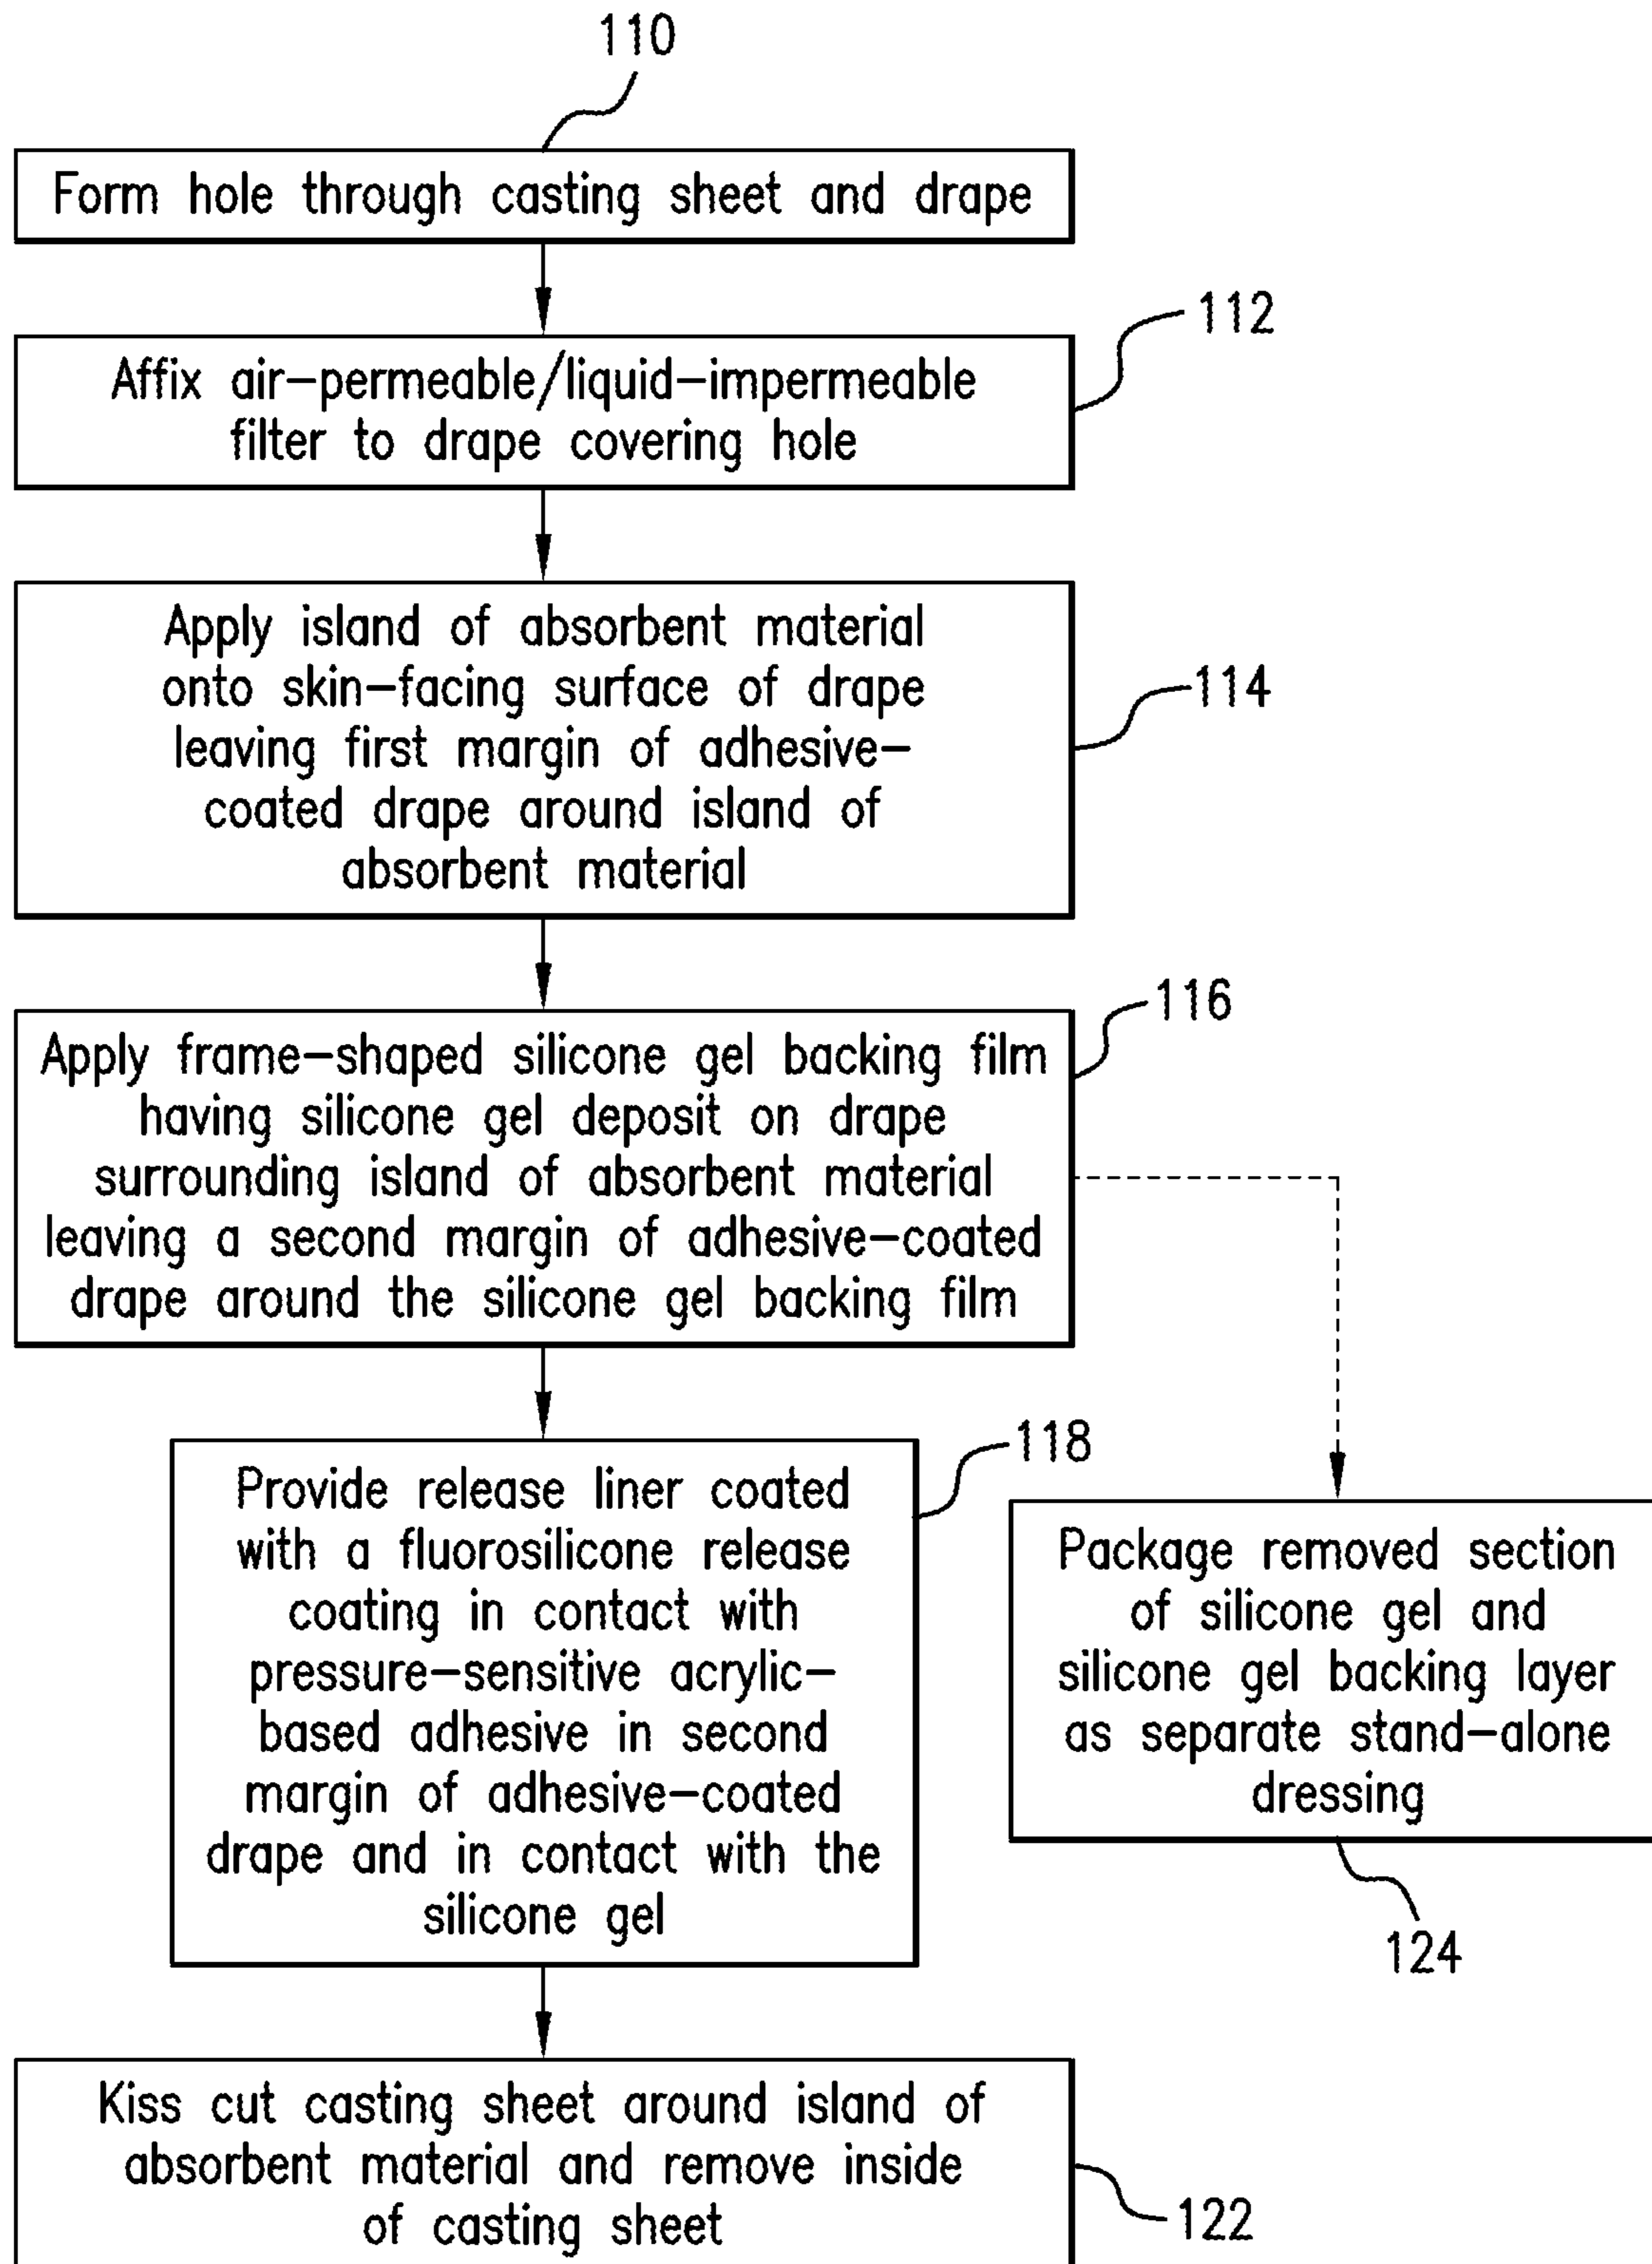 110
Form hole through casting sheet and drape
112
Affix air-permeable/liquid-impermeable
filter to drape covering hole
114
Apply island of absorbent material
onto skin-facing surface of drape
leaving first margin of adhesive-
coated drape around island of
absorbent material
116
Apply frame-shaped silicone gel backing film
having silicone gel deposit on drape
surrounding island of absorbent material
leaving a second margin of adhesive-coated
drape around the silicone gel backing film
118
Provide release liner coated
with a fluorosilicone release
coating in contact with
pressure-sensitive acrylic-
based adhesive in second
margin of adhesive-coated
drape and in contact with the
silicone gel
Package removed section
of silicone gel and
silicone gel backing layer
as separate stand-alone
dressing
124
Kiss cut casting sheet around island of
absorbent material and remove inside
of casting sheet
122